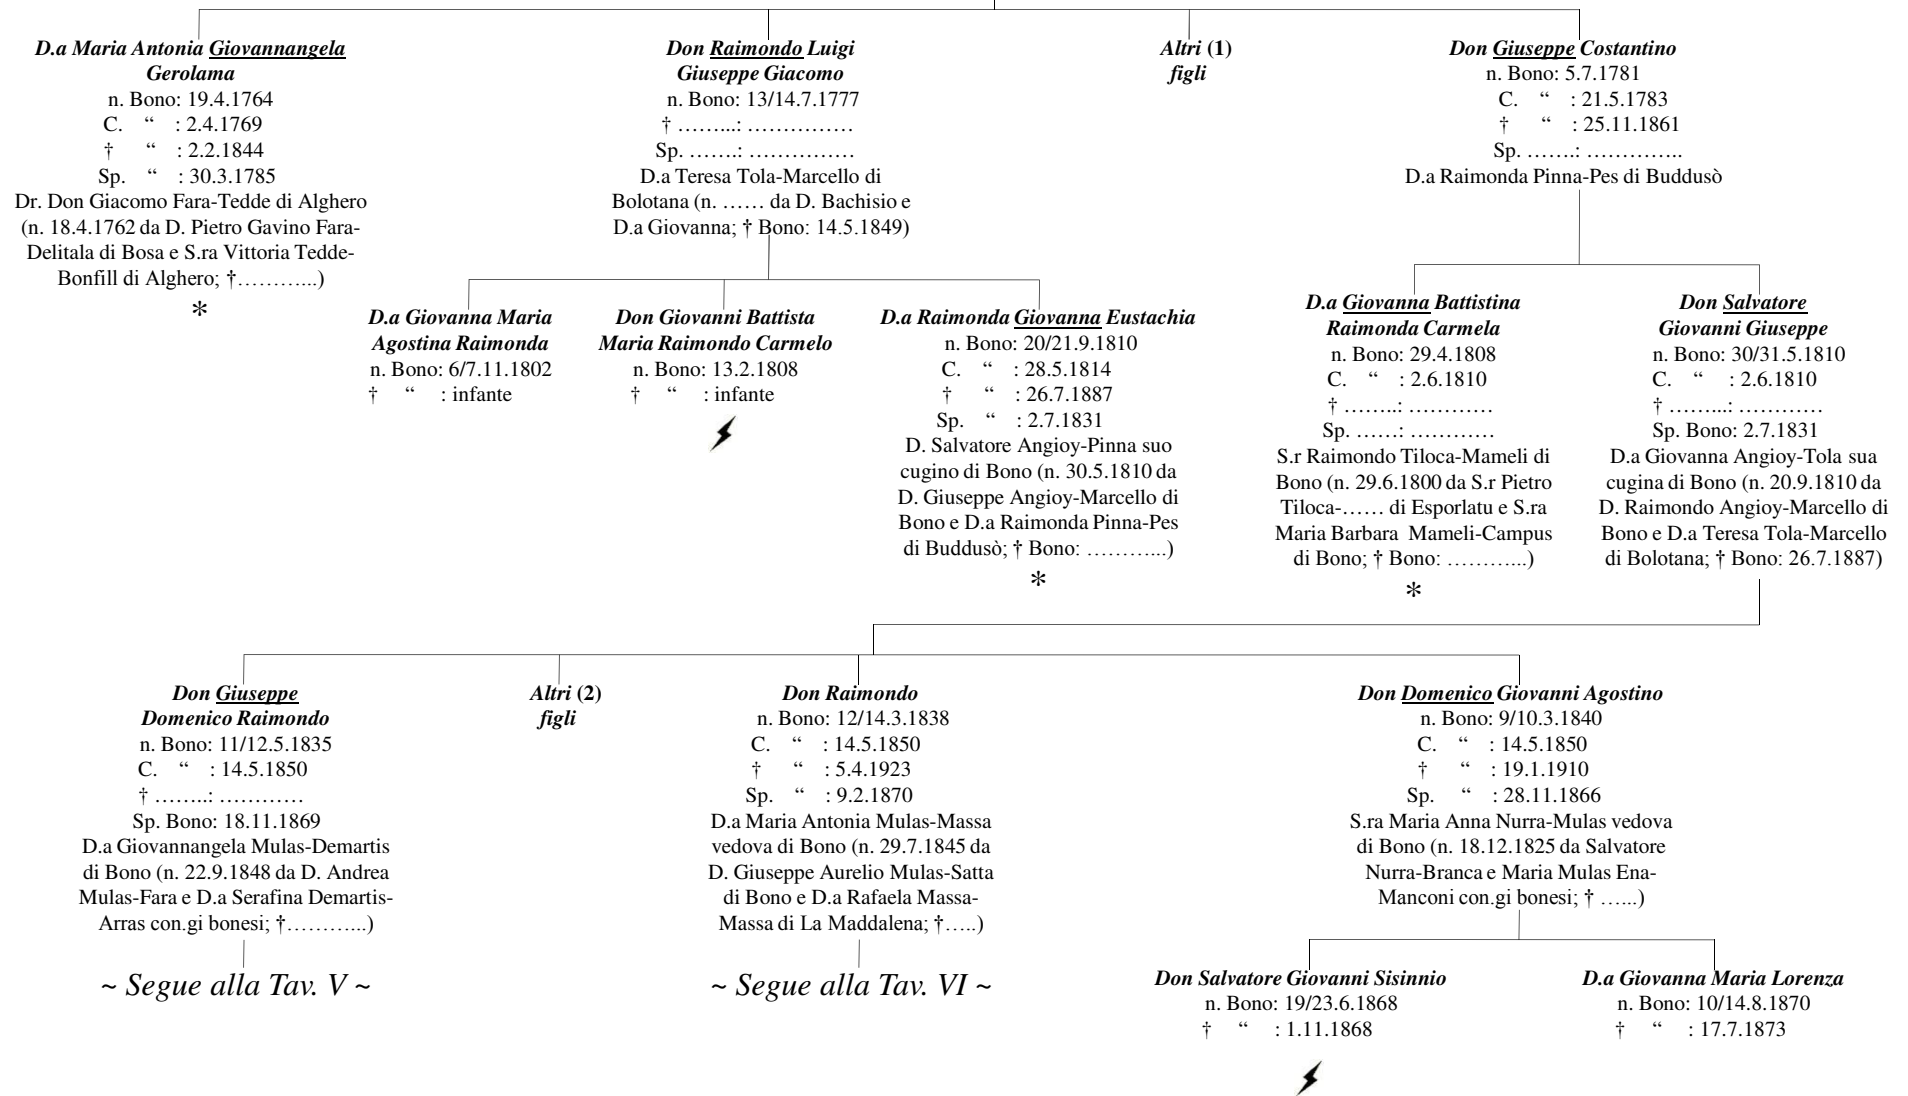 D.a Maria Antonia Giovannangela
Gerolama
n. Bono: 19.4.1764
C. “ : 2.4.1769
† “ : 2.2.1844
Sp. “ : 30.3.1785
Dr. Don Giacomo Fara-Tedde di Alghero
(n. 18.4.1762 da D. Pietro Gavino Fara-
Delitala di Bosa e S.ra Vittoria Tedde-
Bonfill di Alghero; †………...)
*
Don Raimondo Luigi
Giuseppe Giacomo
n. Bono: 13/14.7.1777
† ……...: ……………
Sp. …….: ……………
D.a Teresa Tola-Marcello di
Bolotana (n. …… da D. Bachisio e
D.a Giovanna; † Bono: 14.5.1849)
Altri (1)
figli
Don Giuseppe Costantino
n. Bono: 5.7.1781
C. “ : 21.5.1783
† “ : 25.11.1861
Sp. …….: …………..
D.a Raimonda Pinna-Pes di Buddusò
D.a Giovanna Maria
Agostina Raimonda
n. Bono: 6/7.11.1802
† “ : infante
Don Giovanni Battista
Maria Raimondo Carmelo
n. Bono: 13.2.1808
† “ : infante
D.a Raimonda Giovanna Eustachia
n. Bono: 20/21.9.1810
C. “ : 28.5.1814
† “ : 26.7.1887
Sp. “ : 2.7.1831
D. Salvatore Angioy-Pinna suo
cugino di Bono (n. 30.5.1810 da
D. Giuseppe Angioy-Marcello di
Bono e D.a Raimonda Pinna-Pes
di Buddusò; † Bono: ………...)
*
D.a Giovanna Battistina
Raimonda Carmela
n. Bono: 29.4.1808
C. “ : 2.6.1810
† ……..: …………
Sp. ……: …………
S.r Raimondo Tiloca-Mameli di
Bono (n. 29.6.1800 da S.r Pietro
Tiloca-…… di Esporlatu e S.ra
Maria Barbara Mameli-Campus
di Bono; † Bono: ………...)
*
Don Salvatore
Giovanni Giuseppe
n. Bono: 30/31.5.1810
C. “ : 2.6.1810
† ……...: …………
Sp. Bono: 2.7.1831
D.a Giovanna Angioy-Tola sua
cugina di Bono (n. 20.9.1810 da
D. Raimondo Angioy-Marcello di
Bono e D.a Teresa Tola-Marcello
di Bolotana; † Bono: 26.7.1887)
Don Giuseppe
Domenico Raimondo
n. Bono: 11/12.5.1835
C. “ : 14.5.1850
† ……..: …………
Sp. Bono: 18.11.1869
D.a Giovannangela Mulas-Demartis
di Bono (n. 22.9.1848 da D. Andrea
Mulas-Fara e D.a Serafina Demartis-
Arras con.gi bonesi; †………...)
~ Segue alla Tav. V ~
Altri (2)
figli
Don Raimondo
n. Bono: 12/14.3.1838
C. “ : 14.5.1850
† “ : 5.4.1923
Sp. “ : 9.2.1870
D.a Maria Antonia Mulas-Massa
vedova di Bono (n. 29.7.1845 da
D. Giuseppe Aurelio Mulas-Satta
di Bono e D.a Rafaela Massa-
Massa di La Maddalena; †…..)
~ Segue alla Tav. VI ~
Don Domenico Giovanni Agostino
n. Bono: 9/10.3.1840
C. “ : 14.5.1850
† “ : 19.1.1910
Sp. “ : 28.11.1866
S.ra Maria Anna Nurra-Mulas vedova
di Bono (n. 18.12.1825 da Salvatore
Nurra-Branca e Maria Mulas Ena-
Manconi con.gi bonesi; † …...)
Don Salvatore Giovanni Sisinnio
n. Bono: 19/23.6.1868
† “ : 1.11.1868
D.a Giovanna Maria Lorenza
n. Bono: 10/14.8.1870
† “ : 17.7.1873